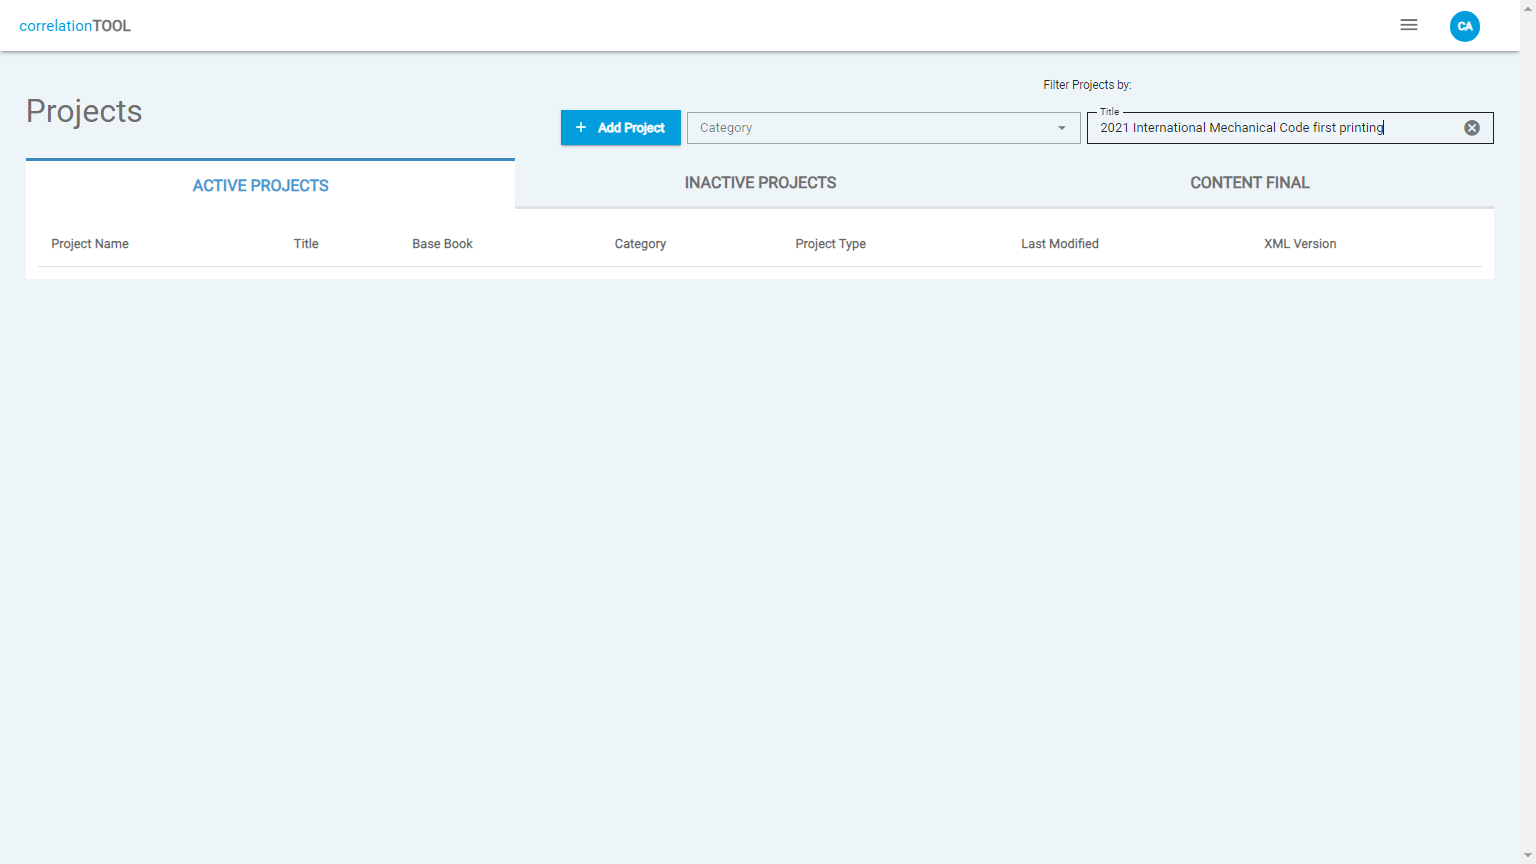 correlationTOOL
CA
Filter Projects by:
Projects
Add Project
Category
Title
2021 International Mechanical Code first printing
ACTIVE PROJECTS
INACTIVE PROJECTS
CONTENT FINAL
Project Name
Title
Base Book
Category
Project Type
Last Modified
XML Version